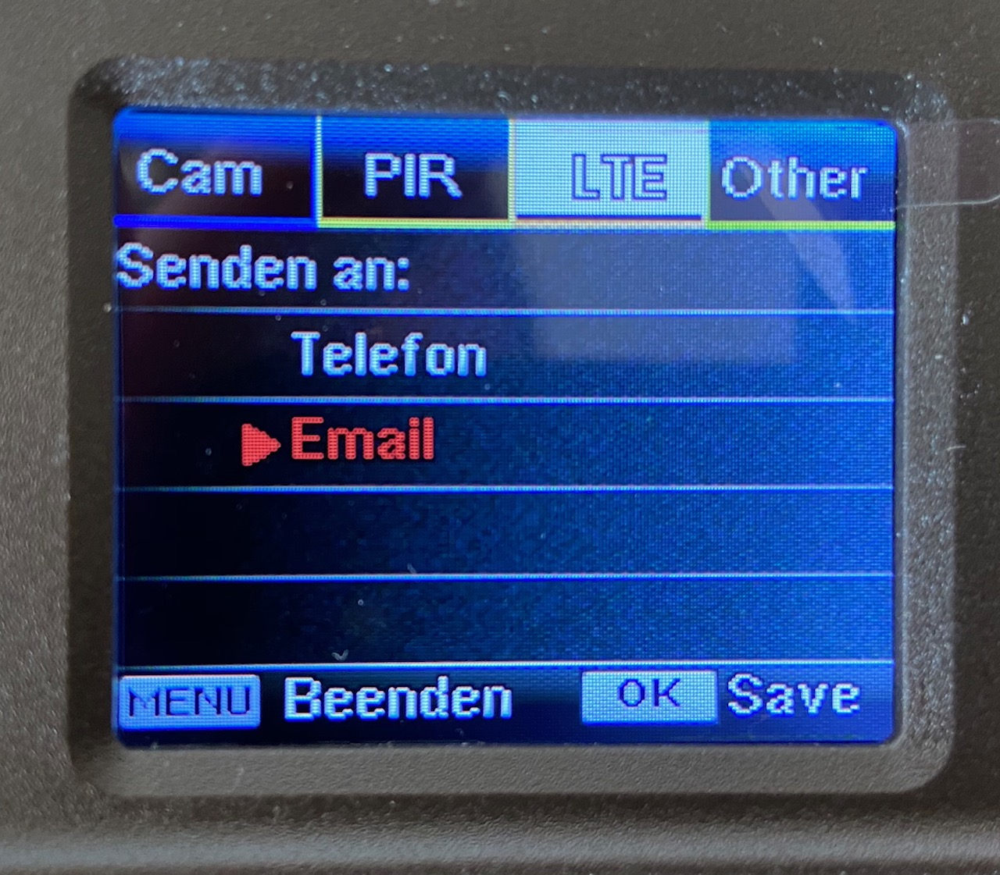 Cam PIR LTE Other
Senden an:
Telefon
Email
MENU Beenden OK Save